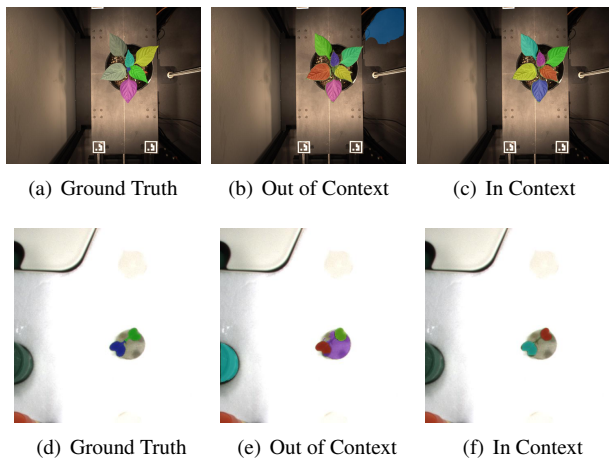 (a) Ground Truth (b) Out of Context (c) In Context
(d) Ground Truth (e) Out of Context (f) In Context